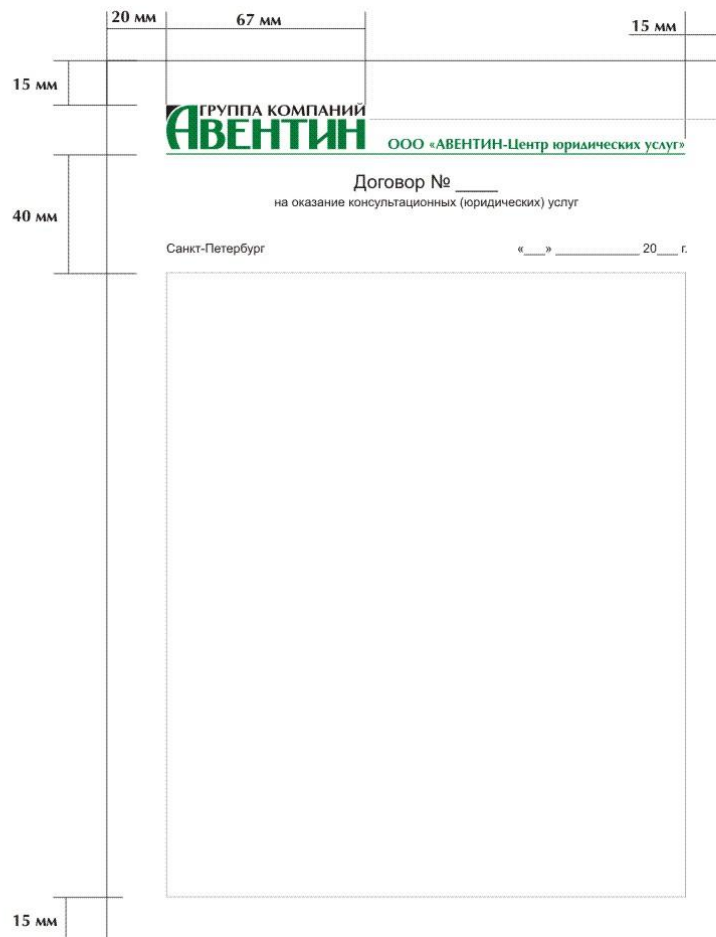 20 мм
67 мм
15 мм
15 мм
ГРУППА КОМПАНИЙ
АВЕНТИН
ООО «АВЕНТИН-Центр юридических услуг»
Договор № ____
на оказание консультационных (юридических) услуг
40 мм
Санкт-Петербург «___» _____________ 20___ г.
15 мм